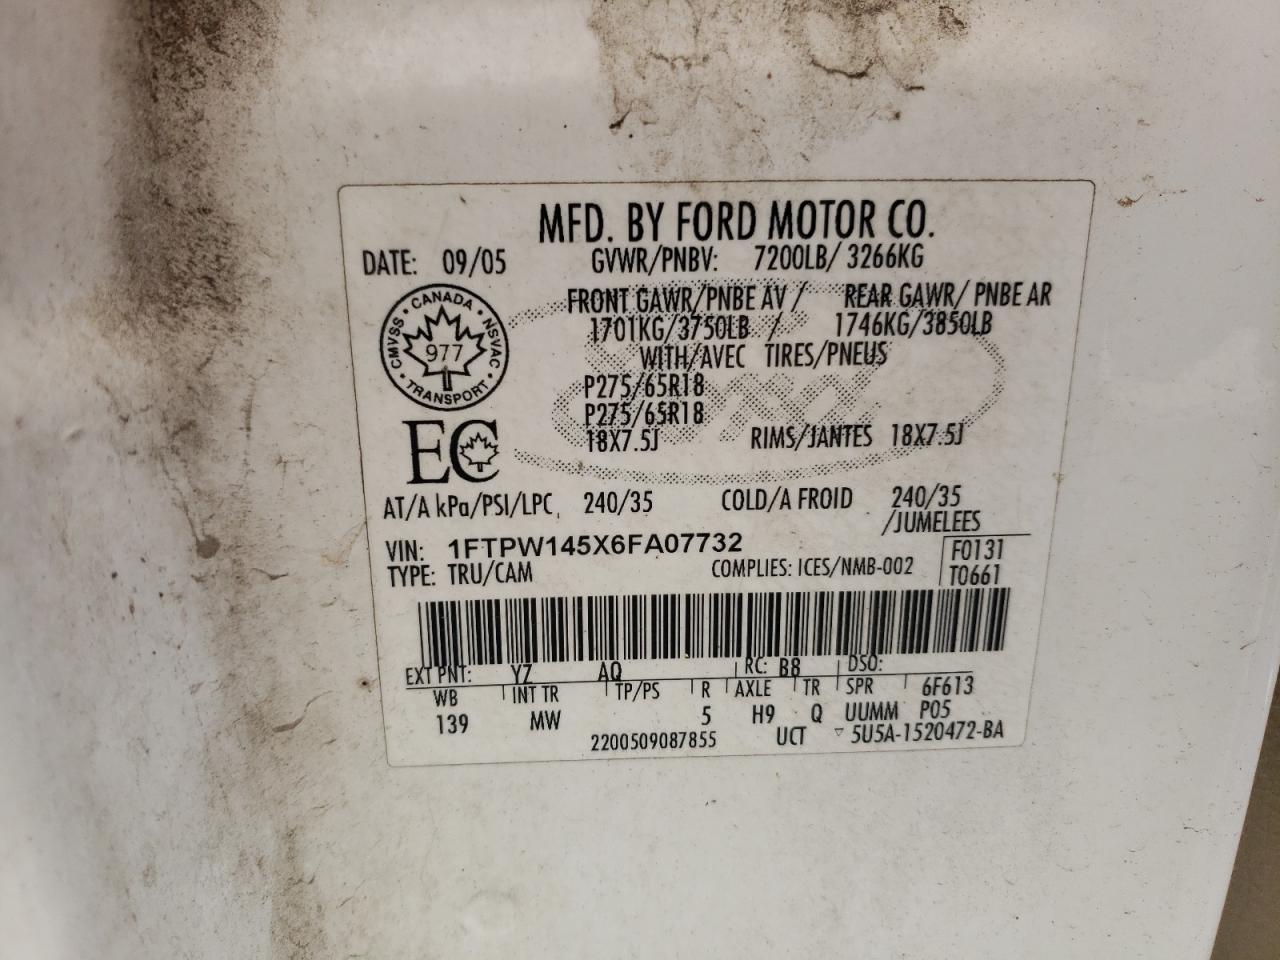 MFD. BY FORD MOTOR CO.
DATE: 09/05 GVWR/PNBV: 7200LB/ 3266KG
FRONT GAWR/PNBE AV / REAR GAWR/ PNBE AR
1701KG/3750LB / 1746KG/3850LB
WITH/AVEC TIRES/PNEUS
CANADA • NSVAC • TRANSPORT • CMVSS •
977
P275/65R18
P275/65R18
18X7.5J RIMS/JANTES 18X7.5J
EC
AT/A kPa/PSI/LPC 240/35 COLD/A FROID 240/35
/JUMELEES
VIN: 1FTPW145X6FA07732 F0131
TYPE: TRU/CAM COMPLIES: ICES/NMB-002 T0661
EXT PNT: YZ AQ RC: B8 DSO:
WB INT TR TP/PS R AXLE TR SPR 6F613
139 MW 5 H9 Q UUMM P05
2200509087855 UCT ▽ 5U5A-1520472-BA